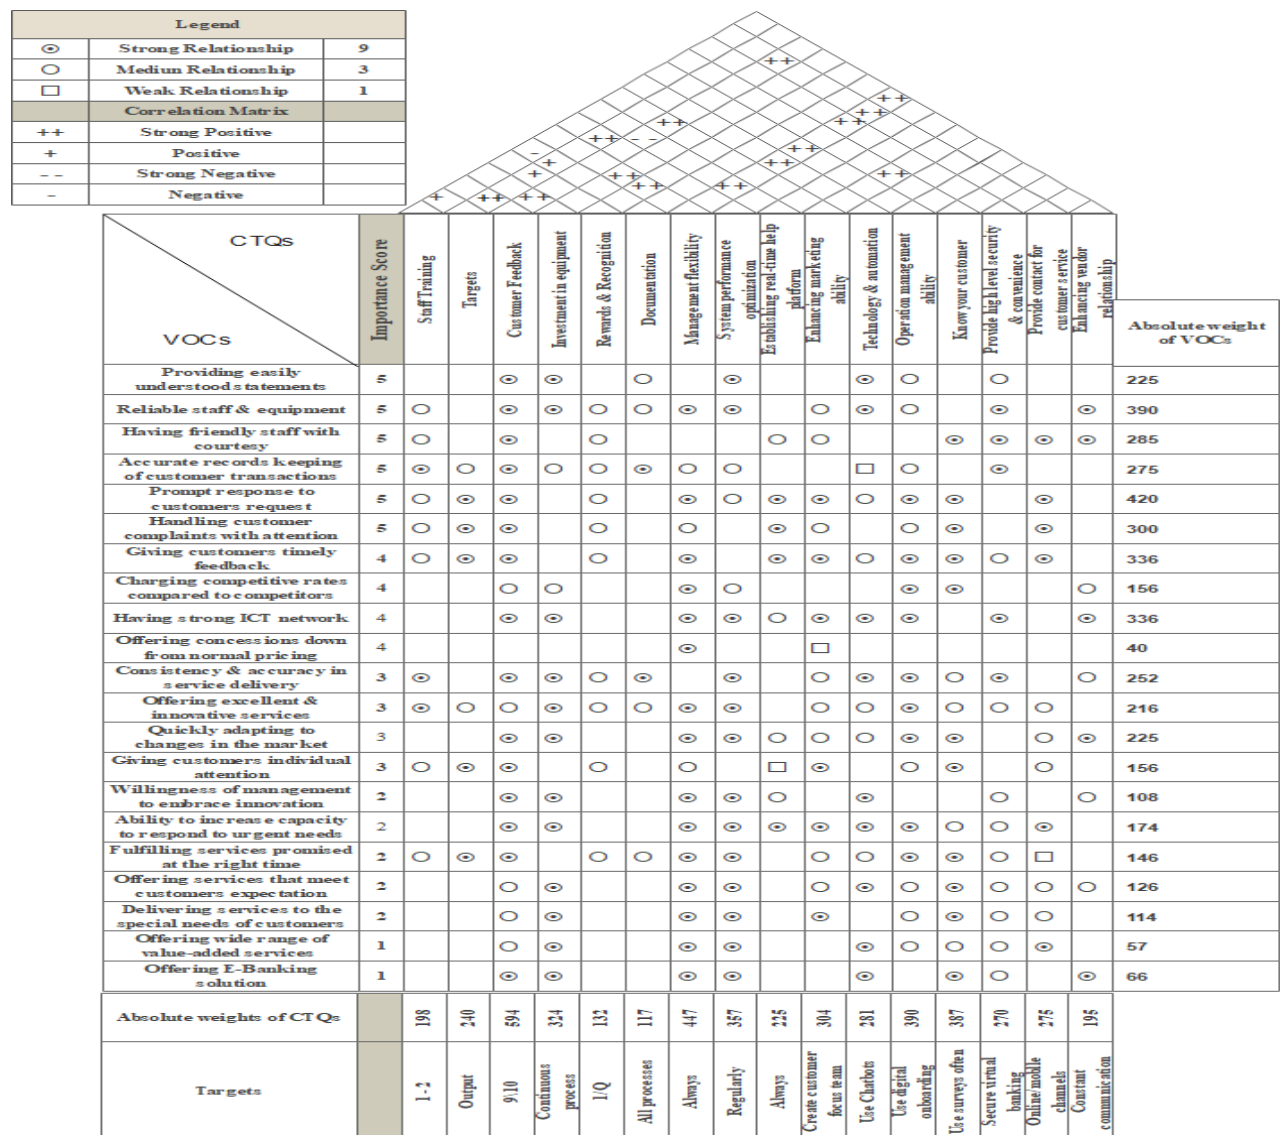 Legend
⊙ Strong Relationship 9
○ Mediun Relationship 3
□ Weak Relationship 1
Correlation Matrix
++ Strong Positive
+ Positive
- - Strong Negative
- Negative
++
++
++
++ ++
++ - - ++
- ++
+ ++
+ ++ ++
++ ++
+ ++ ++
CTQs
VOCs
Importance Score
Staff Training
Targets
Customer Feedback
Investment in equipment
Rewards & Recognition
Documentation
Management flexibility
System performance
optimization
Establishing real-time help
platform
Enhancing marketing
ability
Technology & automation
Operation management
ability
Know your customer
Provide high level security
& convenience
Provide contact for
customer service
Enhancing vendor
relationship
Absolute weight
of VOCs
Providing easily
understood statements
5 ⊙ ⊙ ○ ⊙ ⊙ ○ ○ 225
Reliable staff & equipment 5 ○ ⊙ ⊙ ○ ○ ⊙ ⊙ ○ ⊙ ○ ⊙ ⊙ 390
Having friendly staff with
courtesy
5 ○ ⊙ ○ ○ ○ ⊙ ⊙ ⊙ ⊙ 285
Accurate records keeping
of customer transactions
5 ⊙ ○ ⊙ ○ ○ ⊙ ○ ○ □ ○ ⊙ 275
Prompt response to
customers request
5 ○ ⊙ ⊙ ○ ⊙ ○ ⊙ ⊙ ○ ⊙ ⊙ ⊙ 420
Handling customer
complaints with attention
5 ○ ⊙ ⊙ ○ ○ ⊙ ○ ○ ⊙ ⊙ 300
Giving customers timely
feedback
4 ○ ⊙ ⊙ ○ ⊙ ⊙ ⊙ ○ ⊙ ⊙ ○ ⊙ 336
Charging competitive rates
compared to competitors
4 ○ ○ ⊙ ○ ⊙ ⊙ ○ 156
Having strong ICT network 4 ⊙ ⊙ ⊙ ⊙ ○ ⊙ ⊙ ⊙ ⊙ ⊙ 336
Offering concessions down
from normal pricing
4 ⊙ □ 40
Consistency & accuracy in
service delivery
3 ⊙ ⊙ ⊙ ○ ⊙ ⊙ ○ ⊙ ⊙ ○ ⊙ ○ 252
Offering excellent &
innovative services
3 ⊙ ○ ○ ⊙ ○ ○ ⊙ ⊙ ○ ○ ⊙ ○ ○ ○ 216
Quickly adapting to
changes in the market
3 ⊙ ⊙ ⊙ ⊙ ○ ○ ○ ⊙ ⊙ ○ ⊙ 225
Giving customers individual
attention
3 ○ ⊙ ⊙ ○ ○ □ ⊙ ○ ⊙ ○ 156
Willingness of management
to embrace innovation
2 ⊙ ⊙ ⊙ ⊙ ○ ⊙ ○ ○ 108
Ability to increase capacity
to respond to urgent needs
2 ⊙ ⊙ ⊙ ⊙ ⊙ ⊙ ⊙ ⊙ ○ ○ ⊙ 174
Fulfilling services promised
at the right time
2 ○ ⊙ ⊙ ○ ○ ⊙ ⊙ ○ ○ ⊙ ⊙ ○ □ 146
Offering services that meet
customers expectation
2 ○ ⊙ ⊙ ⊙ ○ ⊙ ○ ⊙ ○ ○ ○ 126
Delivering services to the
special needs of customers
2 ○ ⊙ ⊙ ⊙ ⊙ ○ ⊙ ○ ○ 114
Offering wide range of
value-added services
1 ○ ⊙ ⊙ ⊙ ⊙ ○ ○ ○ ⊙ 57
Offering E-Banking
solution
1 ⊙ ⊙ ⊙ ⊙ ⊙ ⊙ ○ ⊙ 66
Absolute weights of CTQs 198 240 594 324 132 117 447 357 225 304 281 390 387 270 275 195
Targets
1 - 2
Output
9\10
Continuous
process
1/Q
All processes
Always
Regularly
Always
Create customer
focus team
Use Chatbots
Use digital
onboarding
Use surveys often
Secure virtual
banking
Online/mobile
channels
Constant
communication